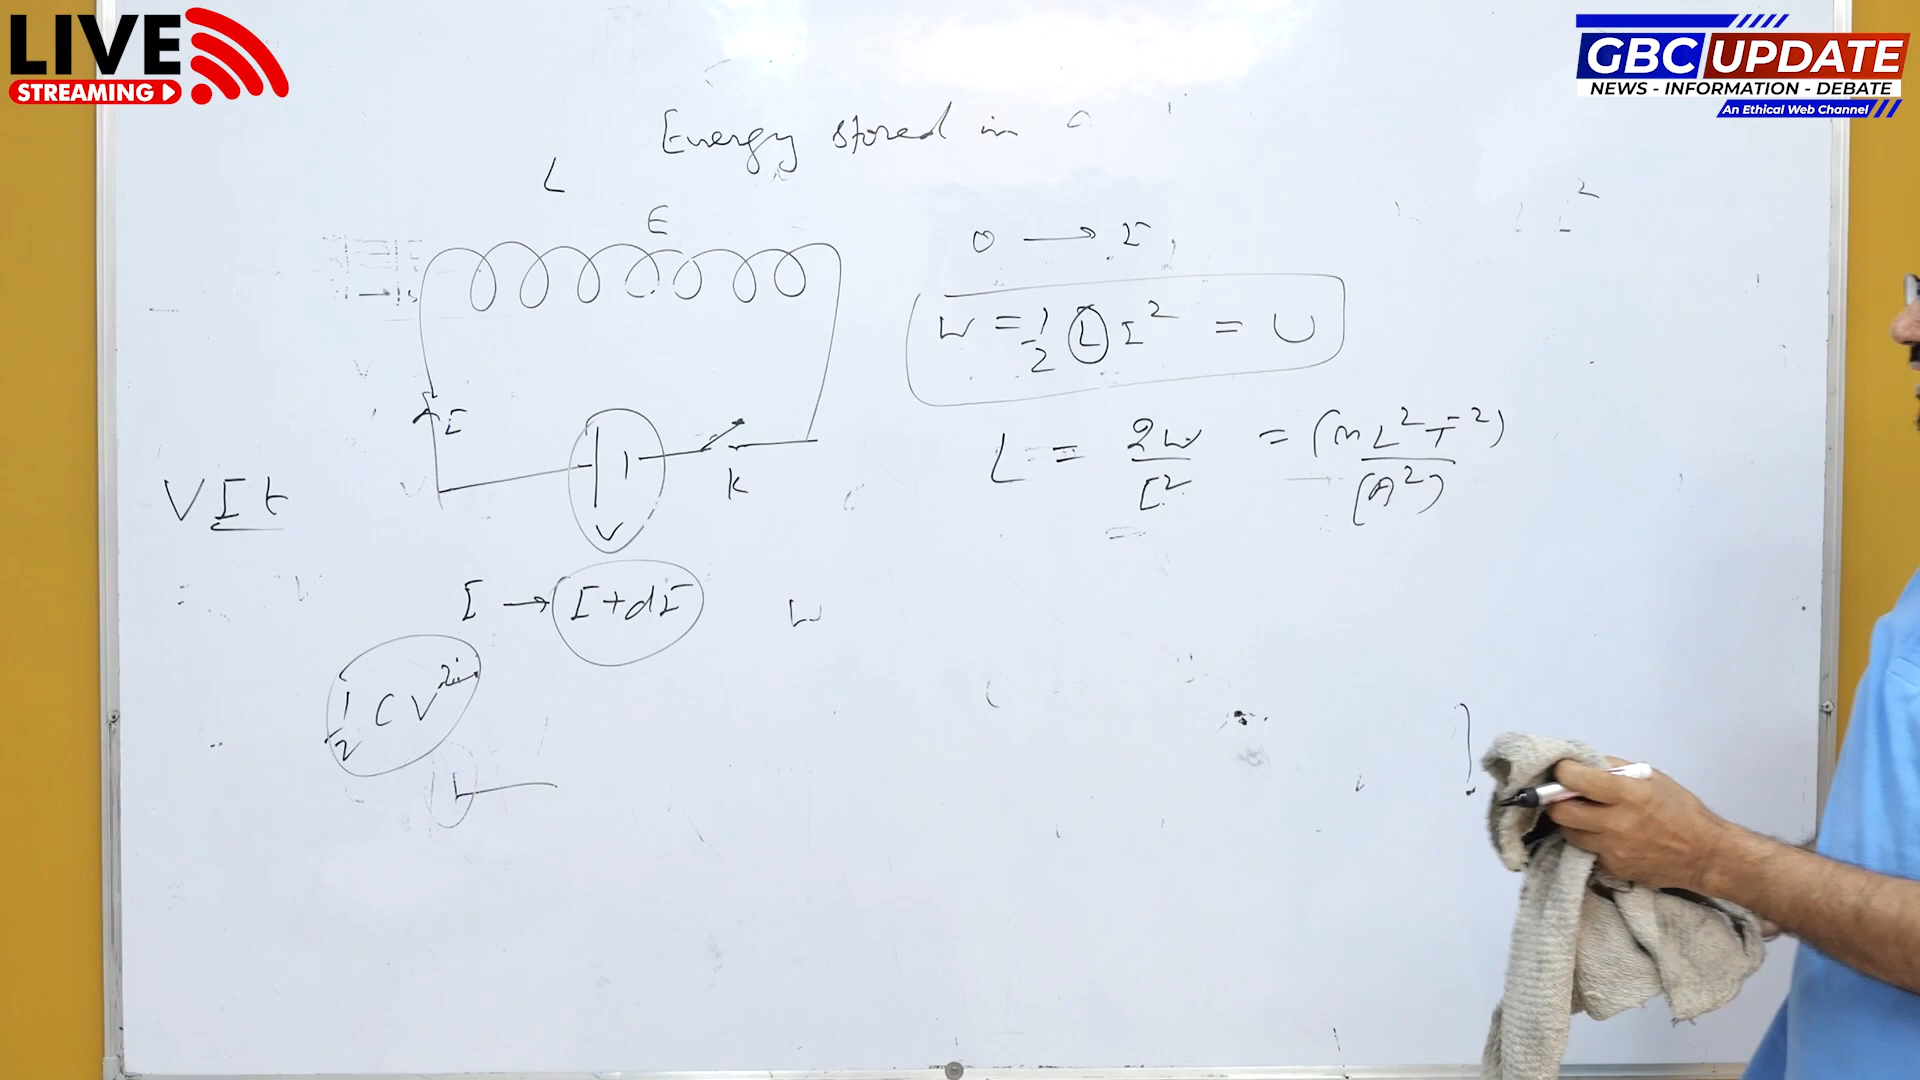 LIVE
STREAMING
GBC UPDATE
NEWS - INFORMATION - DEBATE
An Ethical Web Channel
Energy stored in a
L
E
0 → I
W = 1/2 L I² = U
I
L = 2W/I² = (ML²T⁻²)/(A²)
K
V
VIt
I → I+dI
W
1/2 CV²